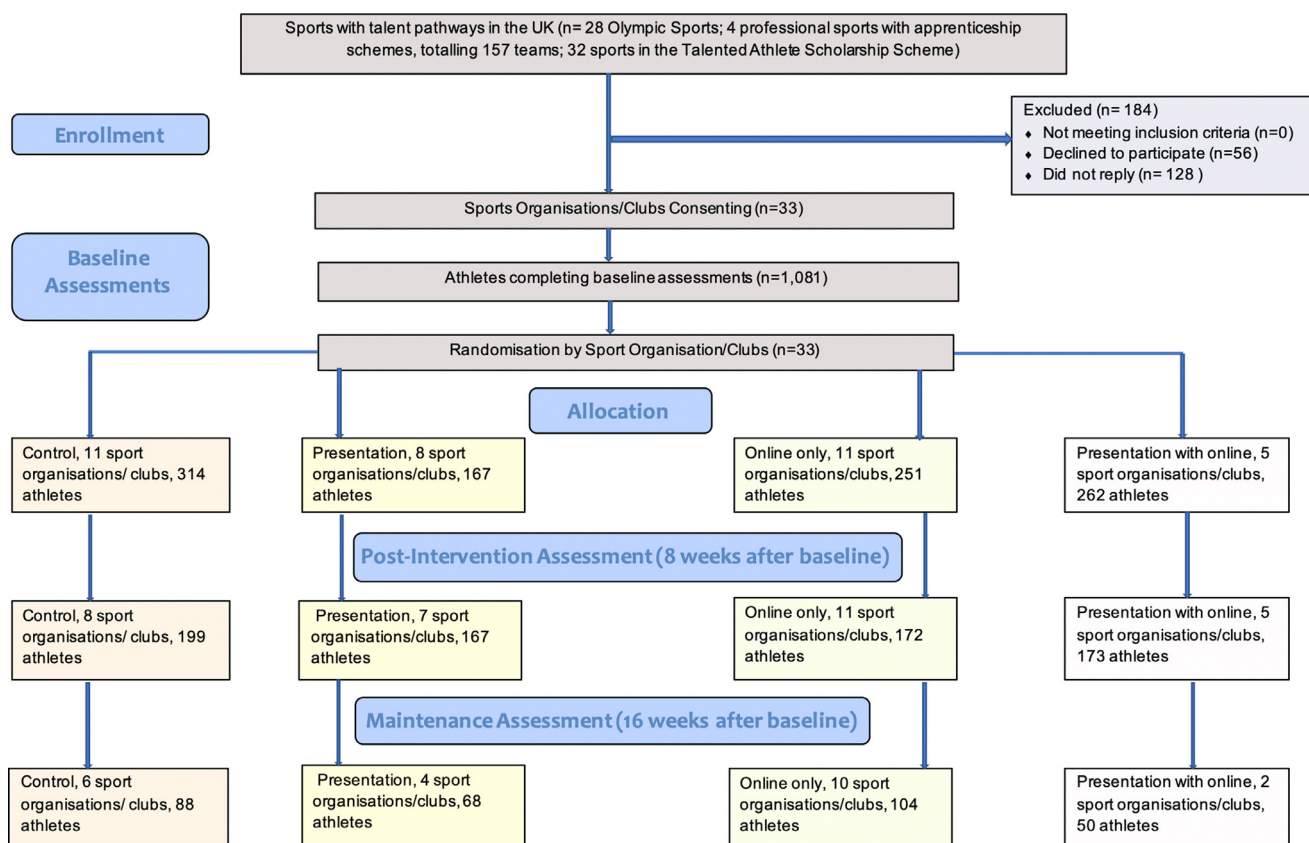 Sports with talent pathways in the UK (n= 28 Olympic Sports; 4 professional sports with apprenticeship
schemes, totalling 157 teams; 32 sports in the Talented Athlete Scholarship Scheme)
Enrollment
Excluded (n= 184)
♦ Not meeting inclusion criteria (n=0)
♦ Declined to participate (n=56)
♦ Did not reply (n= 128 )
Sports Organisations/Clubs Consenting (n=33)
Baseline
Assessments
Athletes completing baseline assessments (n=1,081)
Randomisation by Sport Organisation/Clubs (n=33)
Allocation
Control, 11 sport
organisations/ clubs, 314
athletes
Presentation, 8 sport
organisations/clubs, 167
athletes
Online only, 11 sport
organisations/clubs,251
athletes
Presentation with online, 5
sport organisations/clubs,
262 athletes
Post-Intervention Assessment (8 weeks after baseline)
Control, 8 sport
organisations/ clubs, 199
athletes
Presentation, 7 sport
organisations/clubs, 167
athletes
Online only, 11 sport
organisations/clubs, 172
athletes
Presentation with online, 5
sport organisations/clubs,
173 athletes
Maintenance Assessment (16 weeks after baseline)
Control, 6 sport
organisations/ clubs, 88
athletes
Presentation, 4 sport
organisations/clubs, 68
athletes
Online only, 10 sport
organisations/clubs, 104
athletes
Presentation with online, 2
sport organisations/clubs,
50 athletes